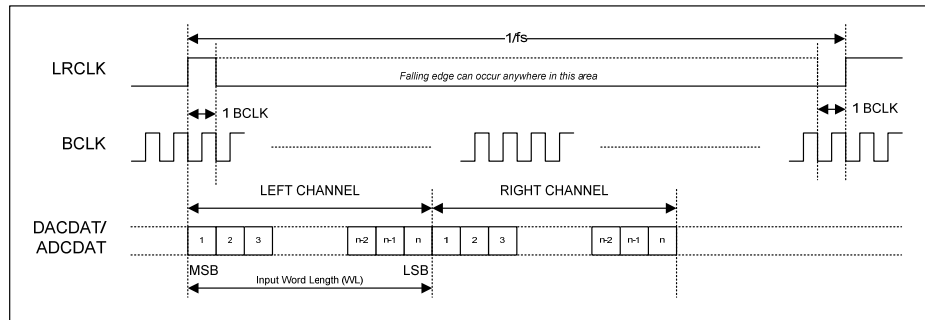 1/fs
LRCLK
Falling edge can occur anywhere in this area
1 BCLK
1 BCLK
BCLK
LEFT CHANNEL
RIGHT CHANNEL
DACDAT/
ADCDAT
1 2 3 n-2 n-1 n 1 2 3 n-2 n-1 n
MSB
LSB
Input Word Length (WL)